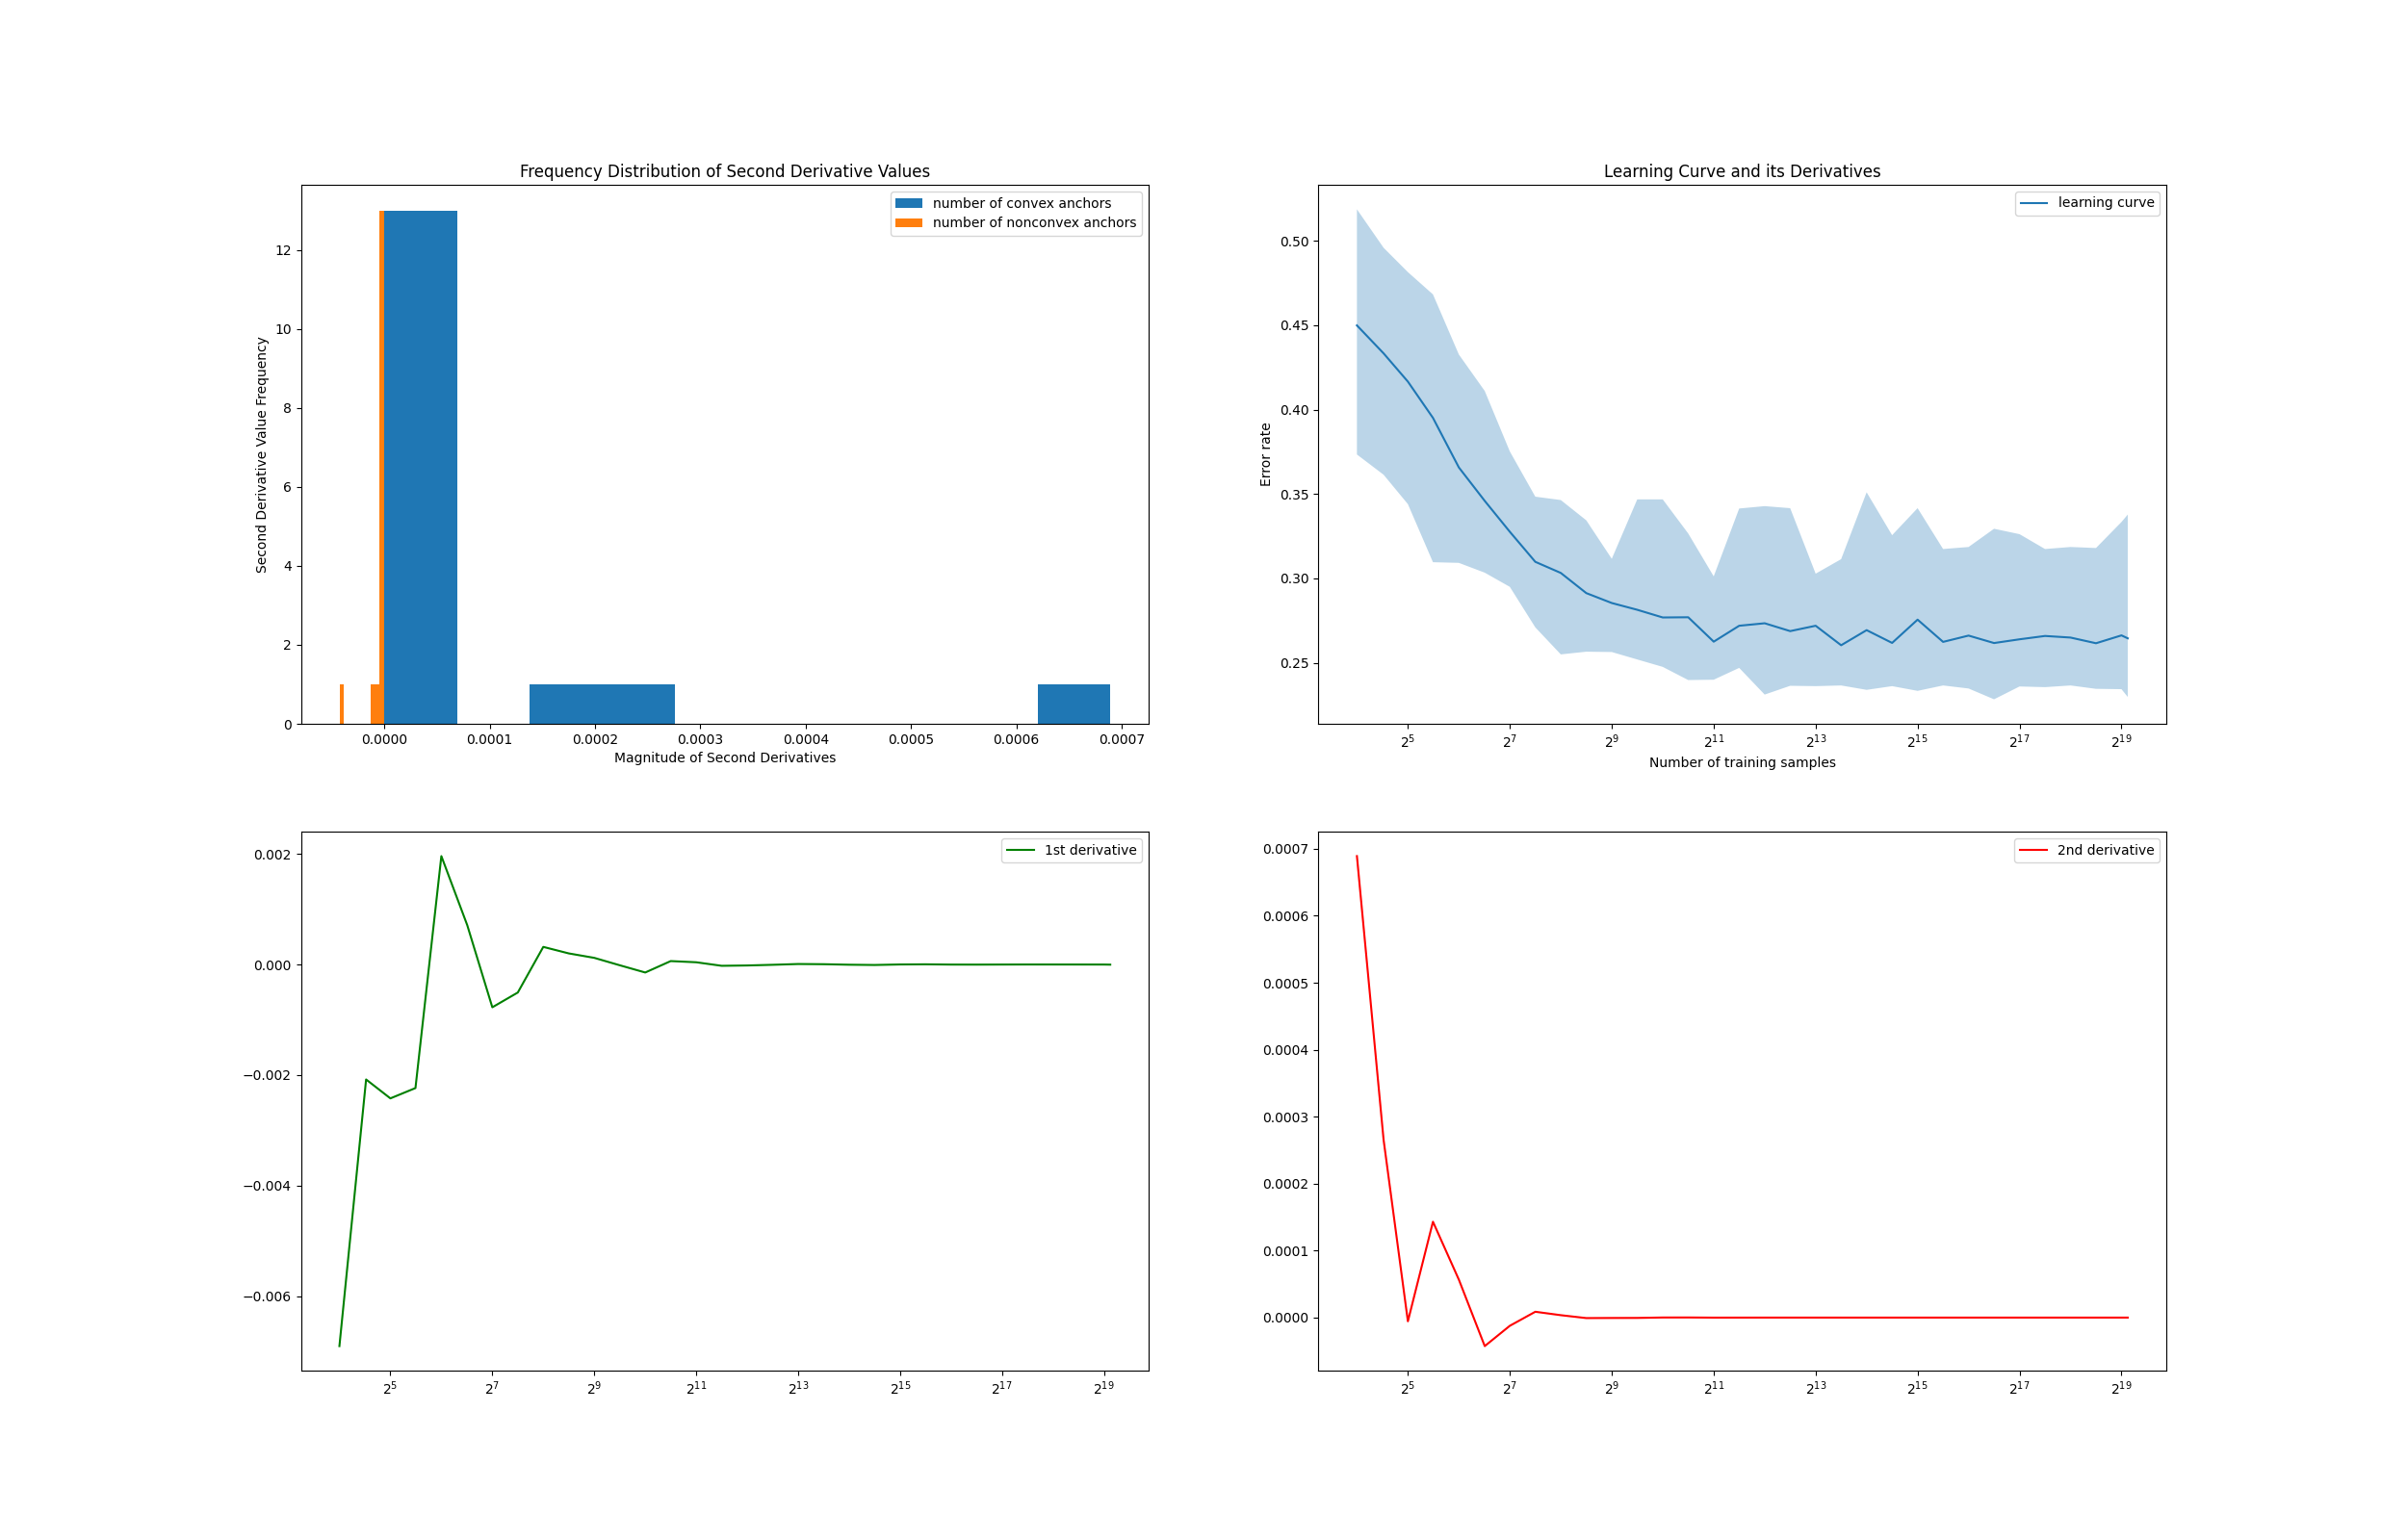 Frequency Distribution of Second Derivative Values
number of convex anchors
number of nonconvex anchors
Second Derivative Value Frequency
12
10
8
6
4
2
0
0.0000 0.0001 0.0002 0.0003 0.0004 0.0005 0.0006 0.0007
Magnitude of Second Derivatives
Learning Curve and its Derivatives
learning curve
Error rate
0.50
0.45
0.40
0.35
0.30
0.25
2^5 2^7 2^9 2^11 2^13 2^15 2^17 2^19
Number of training samples
1st derivative
0.002
0.000
−0.002
−0.004
−0.006
2^5 2^7 2^9 2^11 2^13 2^15 2^17 2^19
2nd derivative
0.0007
0.0006
0.0005
0.0004
0.0003
0.0002
0.0001
0.0000
2^5 2^7 2^9 2^11 2^13 2^15 2^17 2^19